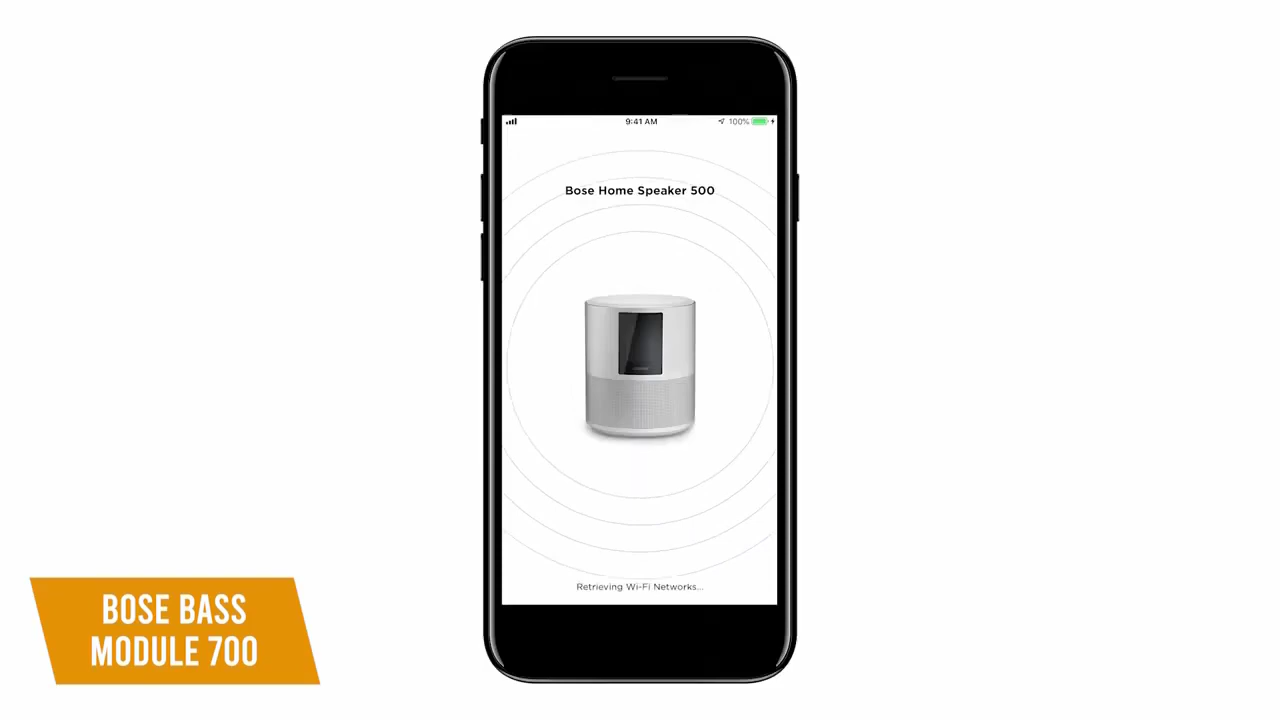 9:41 AM
100%
Bose Home Speaker 500
Retrieving Wi-Fi Networks...
BOSE BASS
MODULE 700